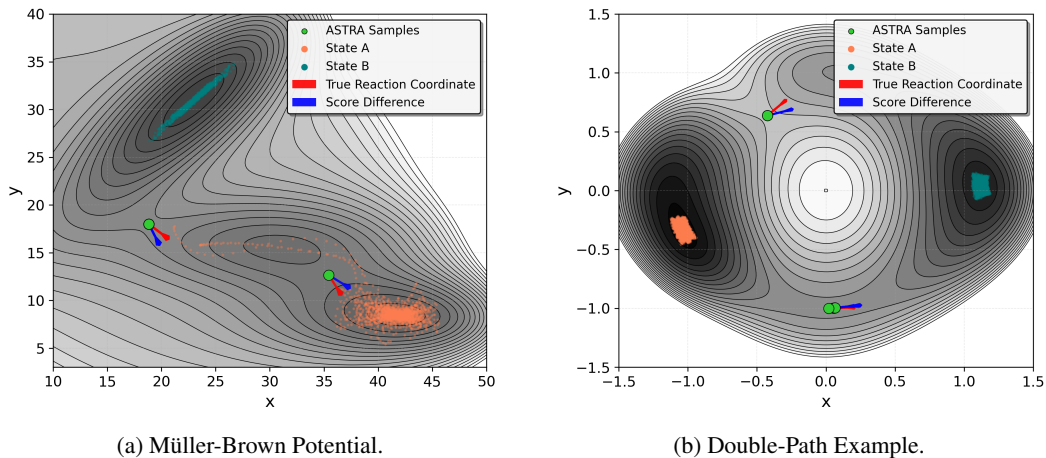 40
35
30
25
20
15
10
5
y
10 15 20 25 30 35 40 45 50
x
ASTRA Samples
State A
State B
True Reaction Coordinate
Score Difference
(a) Müller-Brown Potential.
1.5
1.0
0.5
0.0
−0.5
−1.0
−1.5
y
−1.5 −1.0 −0.5 0.0 0.5 1.0 1.5
x
ASTRA Samples
State A
State B
True Reaction Coordinate
Score Difference
(b) Double-Path Example.